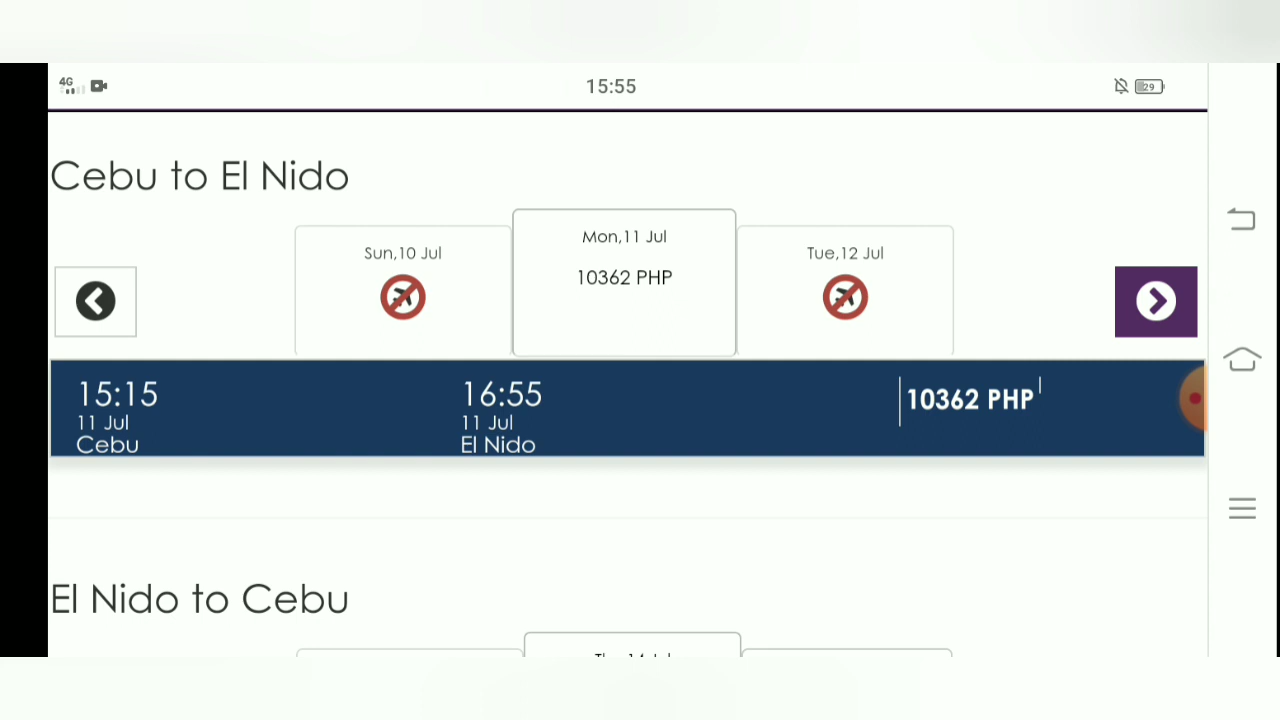 4G
15:55
29
Cebu to El Nido
Sun,10 Jul
Mon,11 Jul
10362 PHP
Tue,12 Jul
15:15
11 Jul
Cebu
16:55
11 Jul
El Nido
10362 PHP
El Nido to Cebu